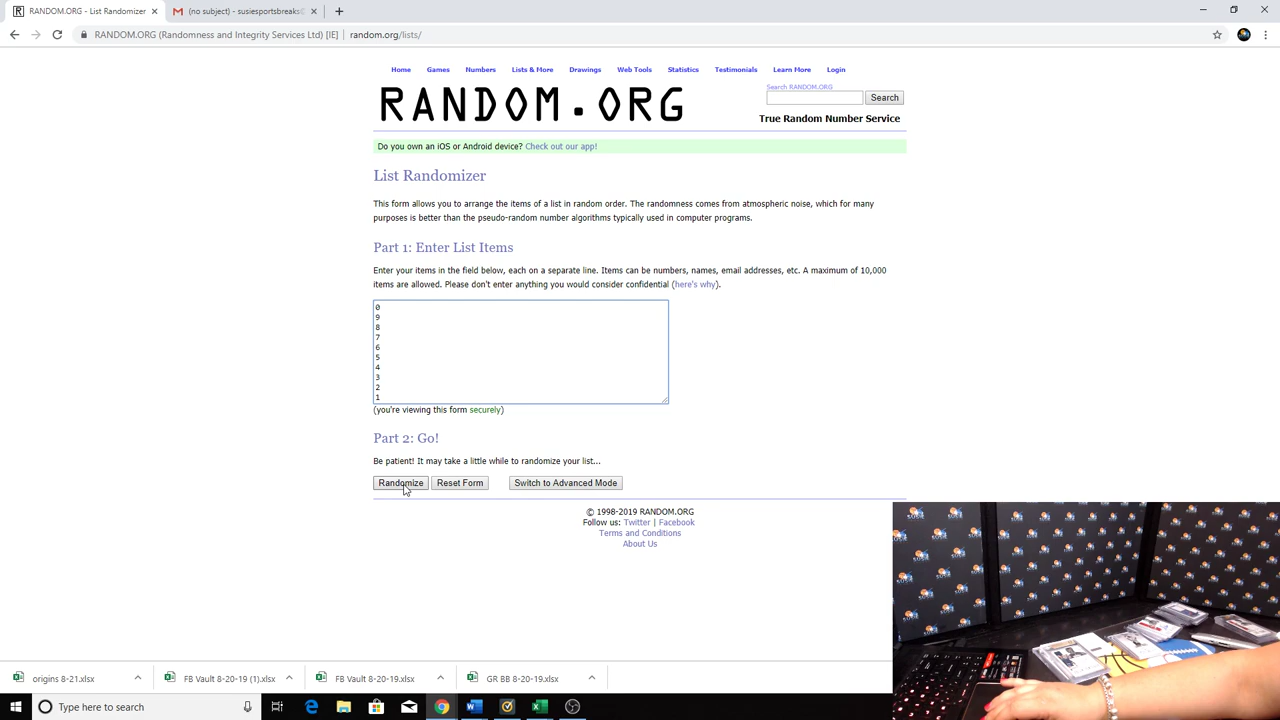 RANDOM.ORG - List Randomizer
(no subject) - susiesportsbreaks@
RANDOM.ORG (Randomness and Integrity Services Ltd) [IE] | random.org/lists/
Home Games Numbers Lists & More Drawings Web Tools Statistics Testimonials Learn More Login
Search RANDOM.ORG
RANDOM.ORG
Search
True Random Number Service
Do you own an iOS or Android device? Check out our app!
List Randomizer
This form allows you to arrange the items of a list in random order. The randomness comes from atmospheric noise, which for many
purposes is better than the pseudo-random number algorithms typically used in computer programs.
Part 1: Enter List Items
Enter your items in the field below, each on a separate line. Items can be numbers, names, email addresses, etc. A maximum of 10,000
items are allowed. Please don't enter anything you would consider confidential (here's why).
0
9
8
7
6
5
4
3
2
1
(you're viewing this form securely)
Part 2: Go!
Be patient! It may take a little while to randomize your list...
Randomize Reset Form Switch to Advanced Mode
© 1998-2019 RANDOM.ORG
Follow us: Twitter | Facebook
Terms and Conditions
About Us
origins 8-21.xlsx
FB Vault 8-20-19 (1).xlsx
FB Vault 8-20-19.xlsx
GR BB 8-20-19.xlsx
Type here to search